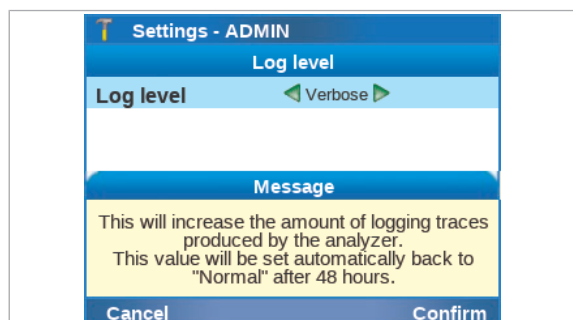 Settings - ADMIN
Log level
Log level Verbose
Message
This will increase the amount of logging traces
produced by the analyzer.
This value will be set automatically back to
"Normal" after 48 hours.
Cancel Confirm